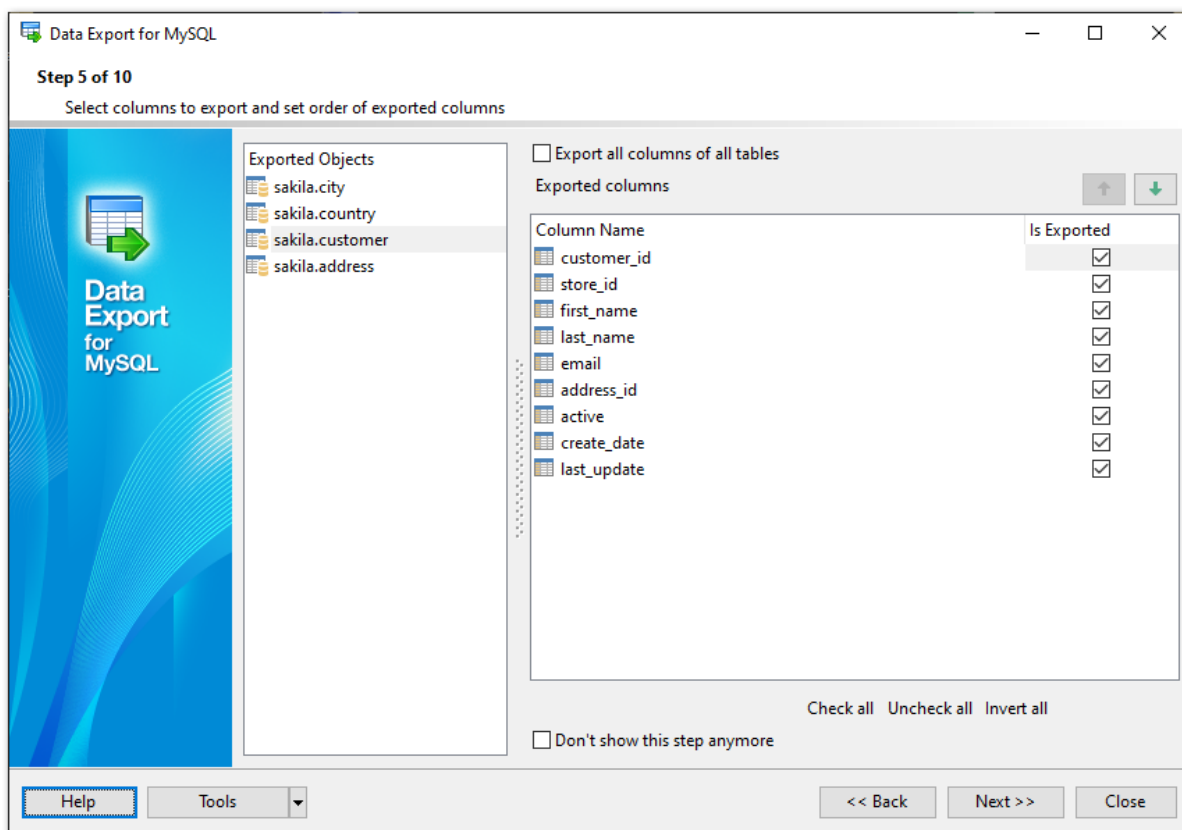 Data Export for MySQL
Step 5 of 10
Select columns to export and set order of exported columns
Data
Export
for
MySQL
Exported Objects
sakila.city
sakila.country
sakila.customer
sakila.address
Export all columns of all tables
Exported columns
Column Name Is Exported
customer_id
store_id
first_name
last_name
email
address_id
active
create_date
last_update
Check all Uncheck all Invert all
Don't show this step anymore
Help Tools << Back Next >> Close